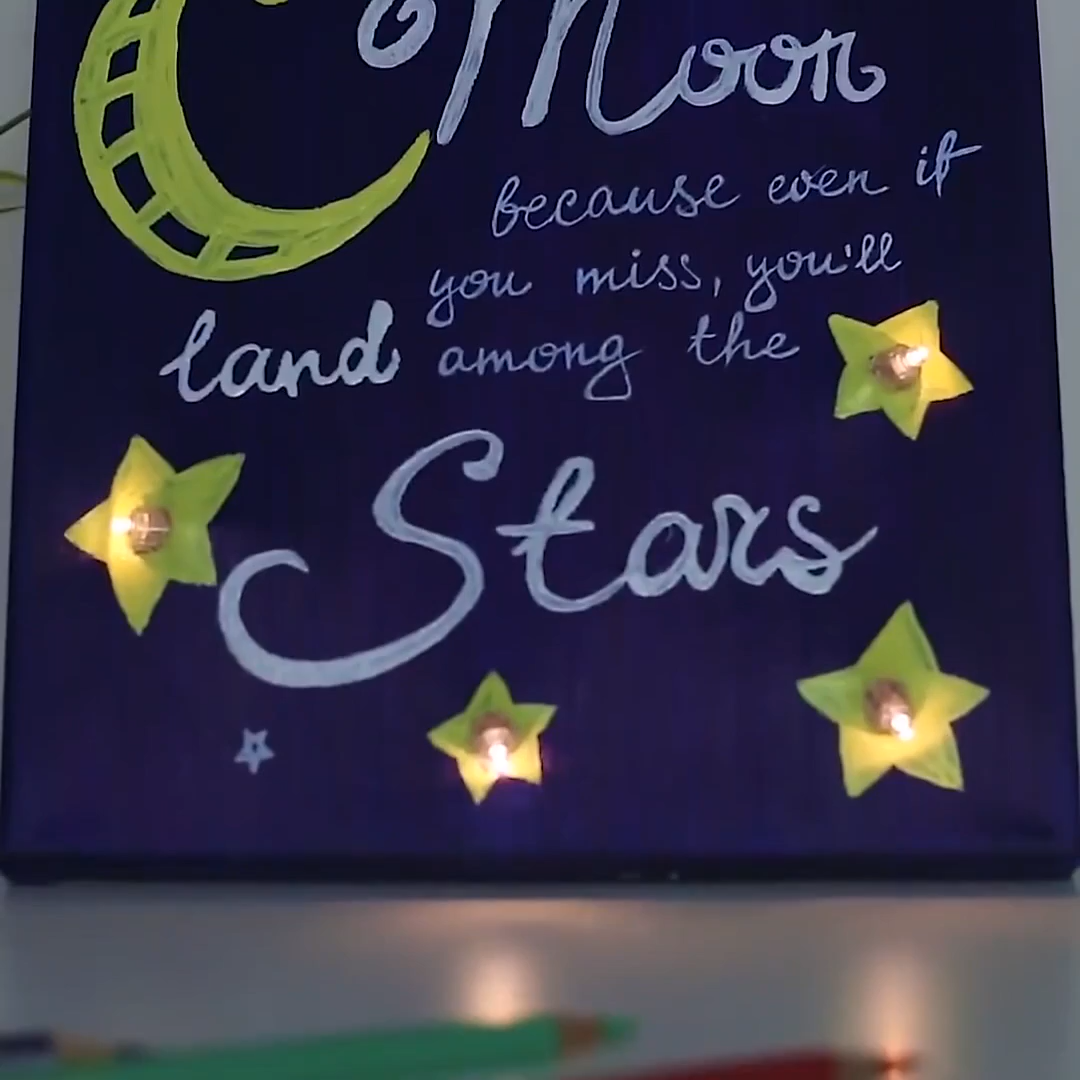 Moon
because even if
you miss, you'll
land among the
Stars